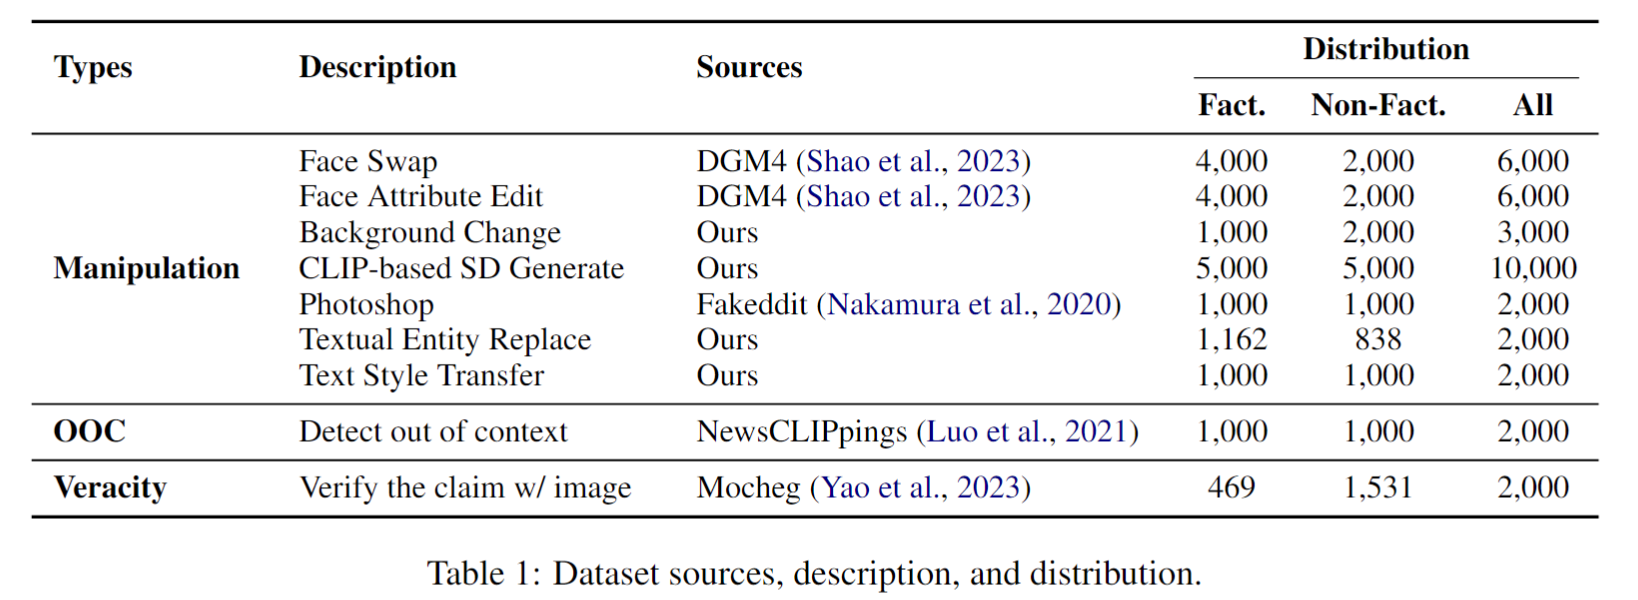 Types Description Sources Distribution
Fact. Non-Fact. All
Face Swap DGM4 (Shao et al., 2023) 4,000 2,000 6,000
Face Attribute Edit DGM4 (Shao et al., 2023) 4,000 2,000 6,000
Background Change Ours 1,000 2,000 3,000
Manipulation CLIP-based SD Generate Ours 5,000 5,000 10,000
Photoshop Fakeddit (Nakamura et al., 2020) 1,000 1,000 2,000
Textual Entity Replace Ours 1,162 838 2,000
Text Style Transfer Ours 1,000 1,000 2,000
OOC Detect out of context NewsCLIPpings (Luo et al., 2021) 1,000 1,000 2,000
Veracity Verify the claim w/ image Mocheg (Yao et al., 2023) 469 1,531 2,000
Table 1: Dataset sources, description, and distribution.